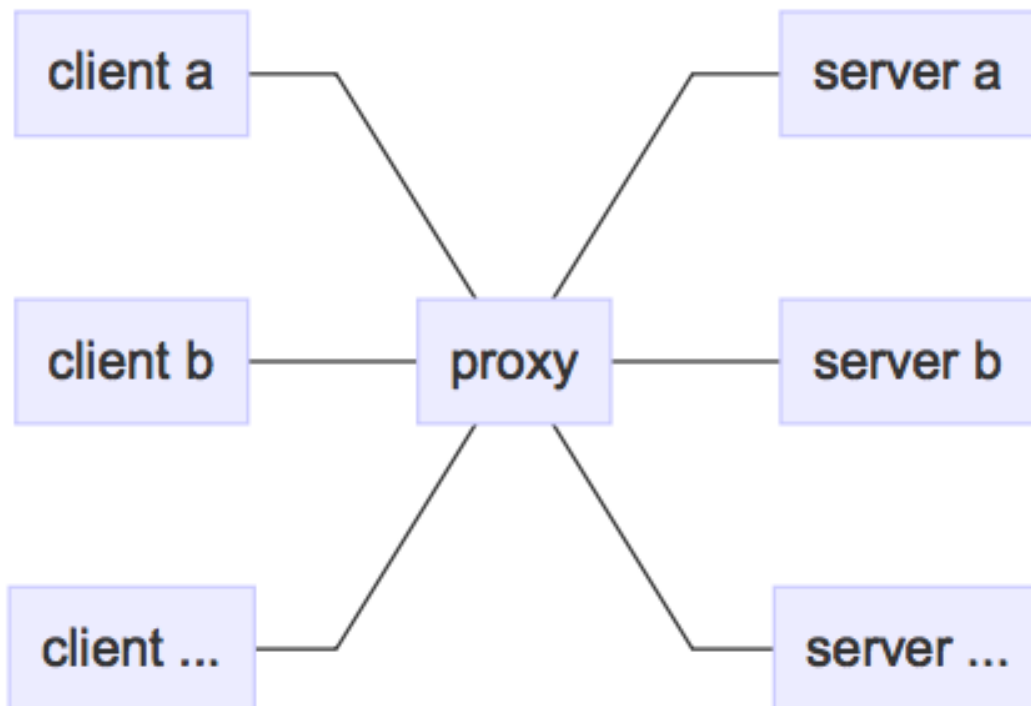 client a
server a
client b
proxy
server b
client ...
server ...